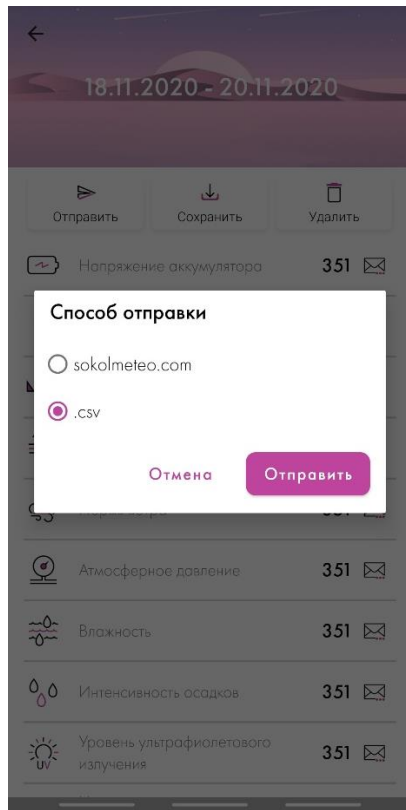 18.11.2020 - 20.11.2020
Отправить Сохранить Удалить
Напряжение аккумулятора 351
Способ отправки
sokolmeteo.com
.csv
Отмена Отправить
Атмосферное давление 351
Влажность 351
Интенсивность осадков 351
Уровень ультрафиолетового
излучения 351
UV